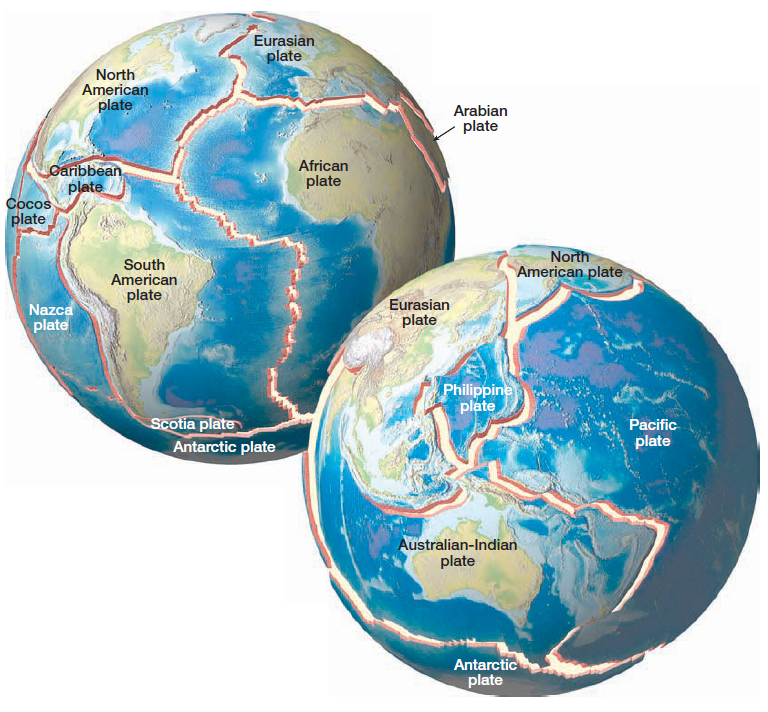 Eurasian
plate
North
American
plate
Arabian
plate
African
plate
Caribbean
plate
Cocos
plate
South
American
plate
Nazca
plate
Scotia plate
Antarctic plate
North
American plate
Eurasian
plate
Philippine
plate
Pacific
plate
Australian-Indian
plate
Antarctic
plate